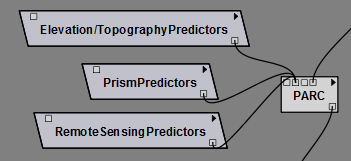 Elevation/TopographyPredictors
PrismPredictors
RemoteSensingPredictors
PARC